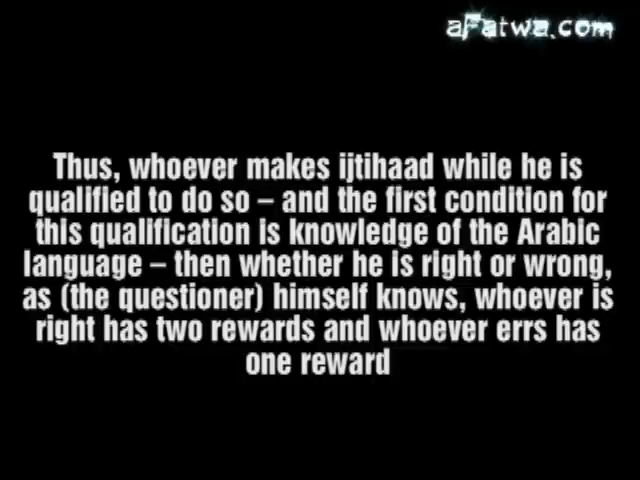 aFatwa.com
Thus, whoever makes ijtihaad while he is
qualified to do so – and the first condition for
this qualification is knowledge of the Arabic
language – then whether he is right or wrong,
as (the questioner) himself knows, whoever is
right has two rewards and whoever errs has
one reward